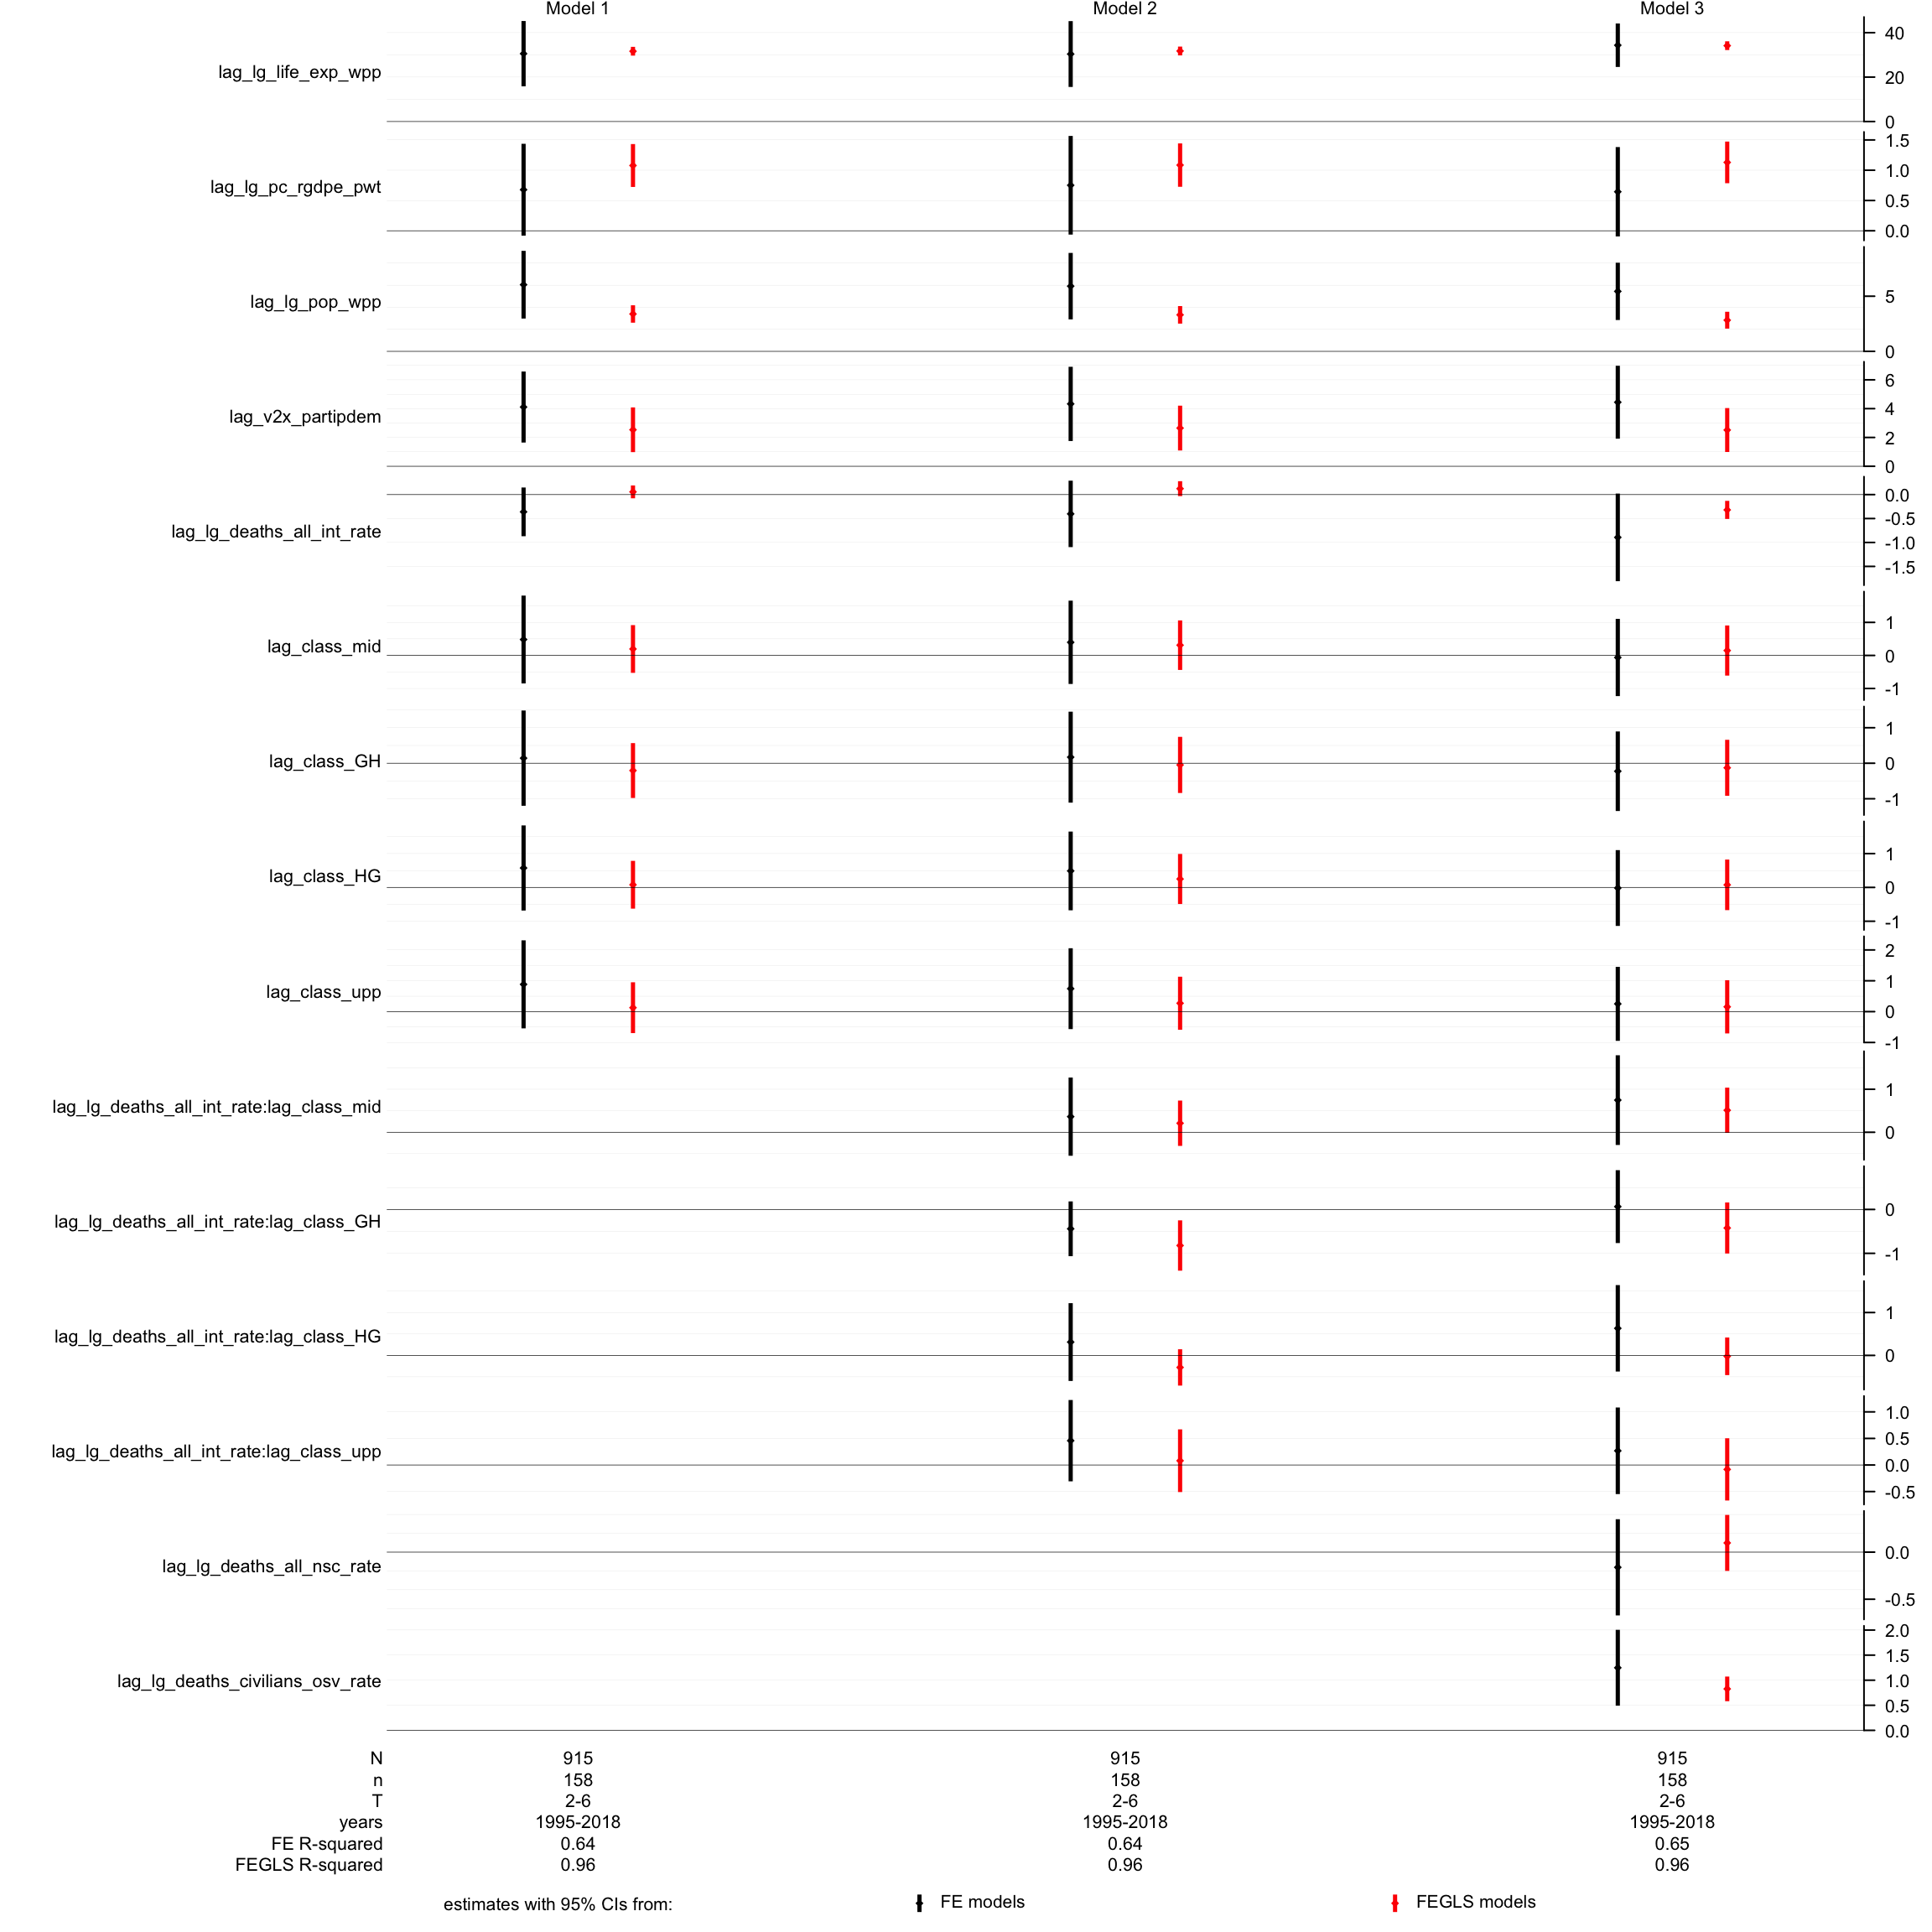 Model 1 Model 2 Model 3
lag_lg_life_exp_wpp 40 20 0
lag_lg_pc_rgdpe_pwt 1.5 1.0 0.5 0.0
lag_lg_pop_wpp 5 0
lag_v2x_partipdem 6 4 2 0
lag_lg_deaths_all_int_rate 0.0 -0.5 -1.0 -1.5
lag_class_mid 1 0 -1
lag_class_GH 1 0 -1
lag_class_HG 1 0 -1
lag_class_upp 2 1 0 -1
lag_lg_deaths_all_int_rate:lag_class_mid 1 0
lag_lg_deaths_all_int_rate:lag_class_GH 0 -1
lag_lg_deaths_all_int_rate:lag_class_HG 1 0
lag_lg_deaths_all_int_rate:lag_class_upp 1.0 0.5 0.0 -0.5
lag_lg_deaths_all_nsc_rate 0.0 -0.5
lag_lg_deaths_civilians_osv_rate 2.0 1.5 1.0 0.5 0.0
N 915 915 915
n 158 158 158
T 2-6 2-6 2-6
years 1995-2018 1995-2018 1995-2018
FE R-squared 0.64 0.64 0.65
FEGLS R-squared 0.96 0.96 0.96
estimates with 95% CIs from: FE models FEGLS models